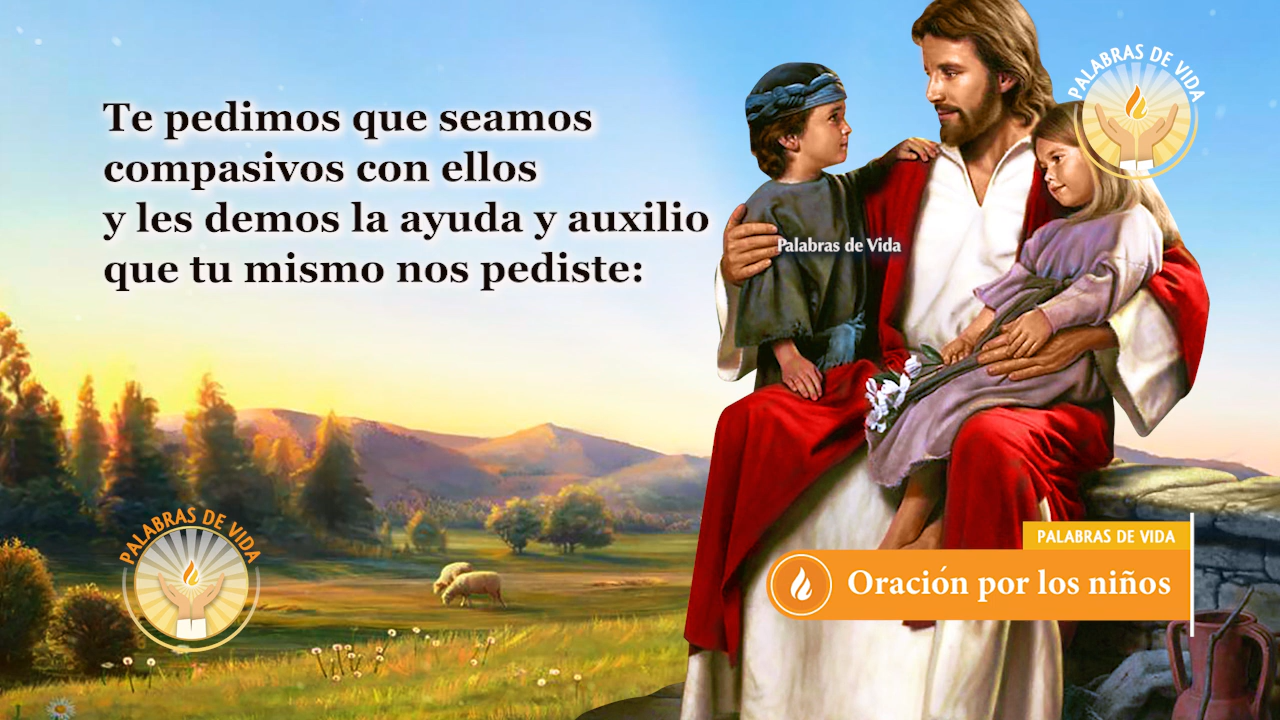 Te pedimos que seamos
compasivos con ellos
y les demos la ayuda y auxilio
que tu mismo nos pediste:
PALABRAS DE VIDA
Palabras de Vida
PALABRAS DE VIDA
PALABRAS DE VIDA
Oración por los niños